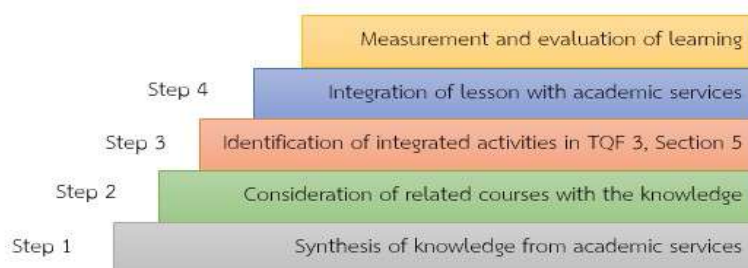 Measurement and evaluation of learning
Step 4 Integration of lesson with academic services
Step 3 Identification of integrated activities in TQF 3, Section 5
Step 2 Consideration of related courses with the knowledge
Step 1 Synthesis of knowledge from academic services